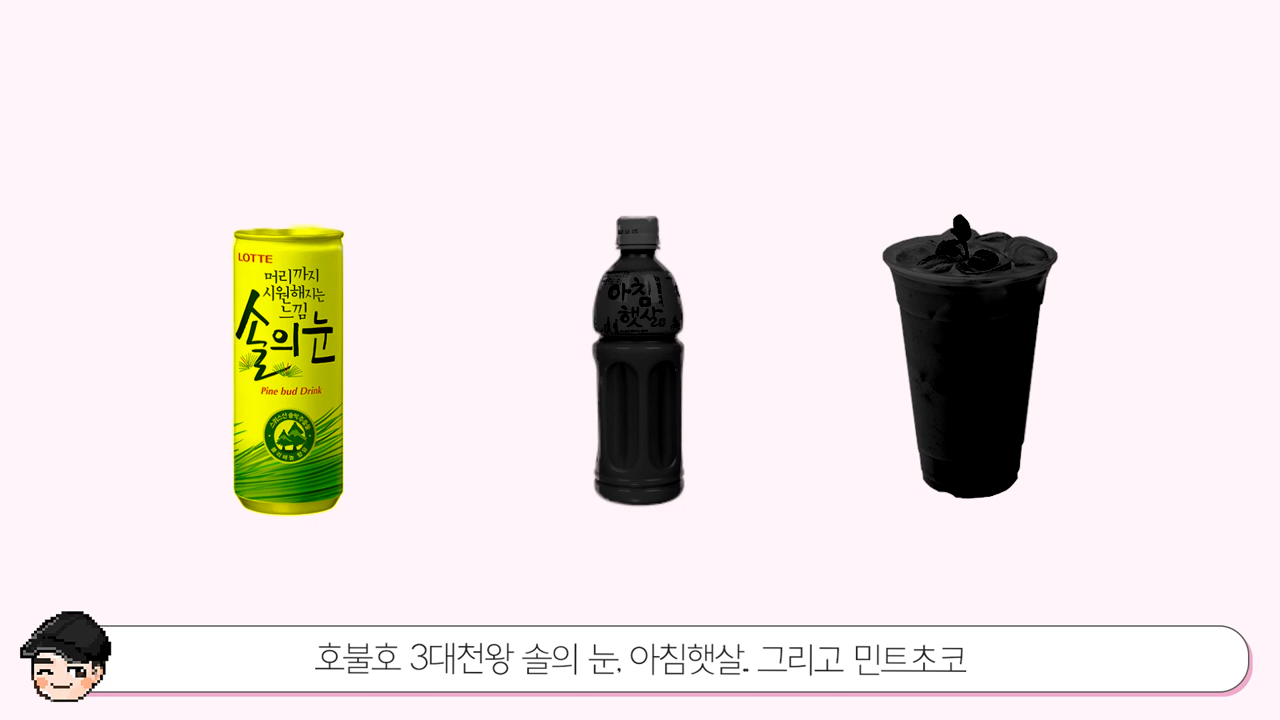 LOTTE
머리까지
시원해지는
느낌
솔의눈
Pine bud Drink
아침
햇살
호불호 3대천왕 솔의 눈, 아침햇살. 그리고 민트초코